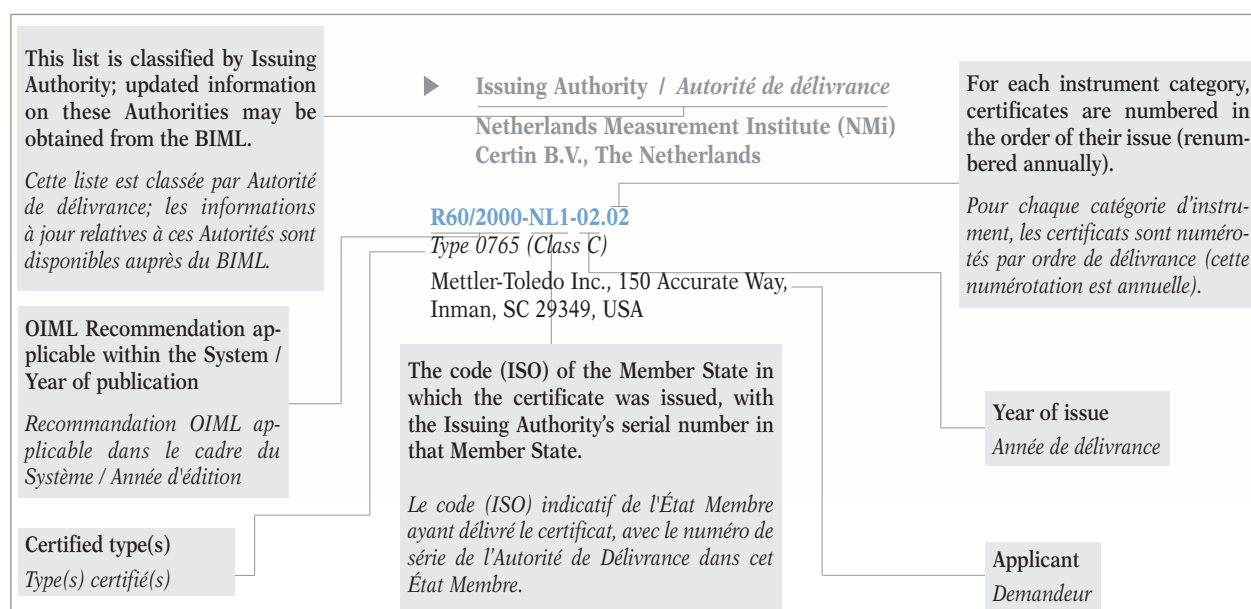 This list is classified by Issuing
Authority; updated information
on these Authorities may be
obtained from the BIML.
Cette liste est classée par Autorité
de délivrance; les informations
à jour relatives à ces Autorités sont
disponibles auprès du BIML.
OIML Recommendation ap-
plicable within the System /
Year of publication
Recommandation OIML ap-
plicable dans le cadre du
Système / Année d'édition
Certified type(s)
Type(s) certifié(s)
Issuing Authority / Autorité de délivrance
Netherlands Measurement Institute (NMi)
Certin B.V., The Netherlands
R60/2000-NL1-02.02
Type 0765 (Class C)
Mettler-Toledo Inc., 150 Accurate Way,
Inman, SC 29349, USA
The code (ISO) of the Member State in
which the certificate was issued, with
the Issuing Authority's serial number in
that Member State.
Le code (ISO) indicatif de l'État Membre
ayant délivré le certificat, avec le numéro de
série de l'Autorité de Délivrance dans cet
État Membre.
For each instrument category,
certificates are numbered in
the order of their issue (renum-
bered annually).
Pour chaque catégorie d'instru-
ment, les certificats sont numéro-
tés par ordre de délivrance (cette
numérotation est annuelle).
Year of issue
Année de délivrance
Applicant
Demandeur